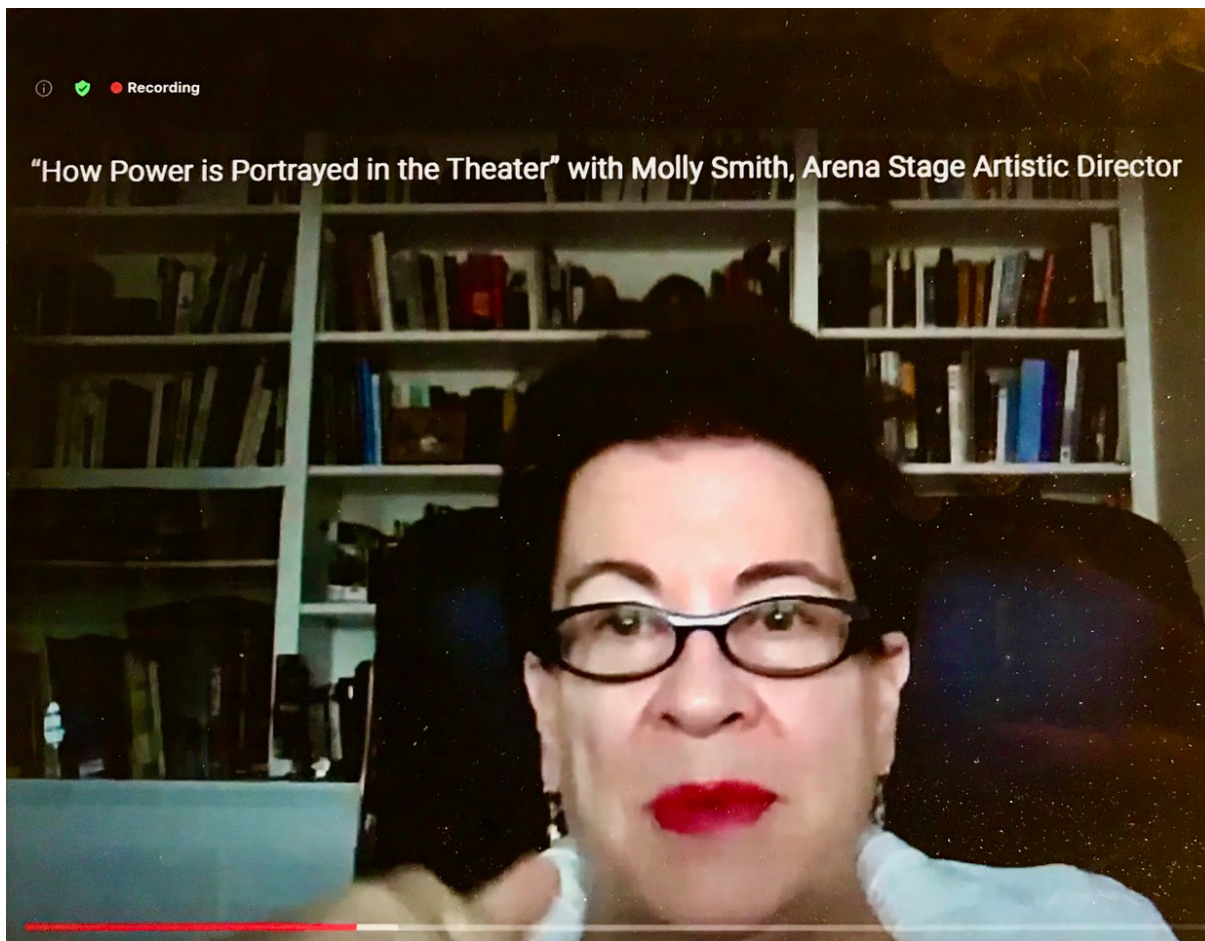 Recording
“How Power is Portrayed in the Theater” with Molly Smith, Arena Stage Artistic Director